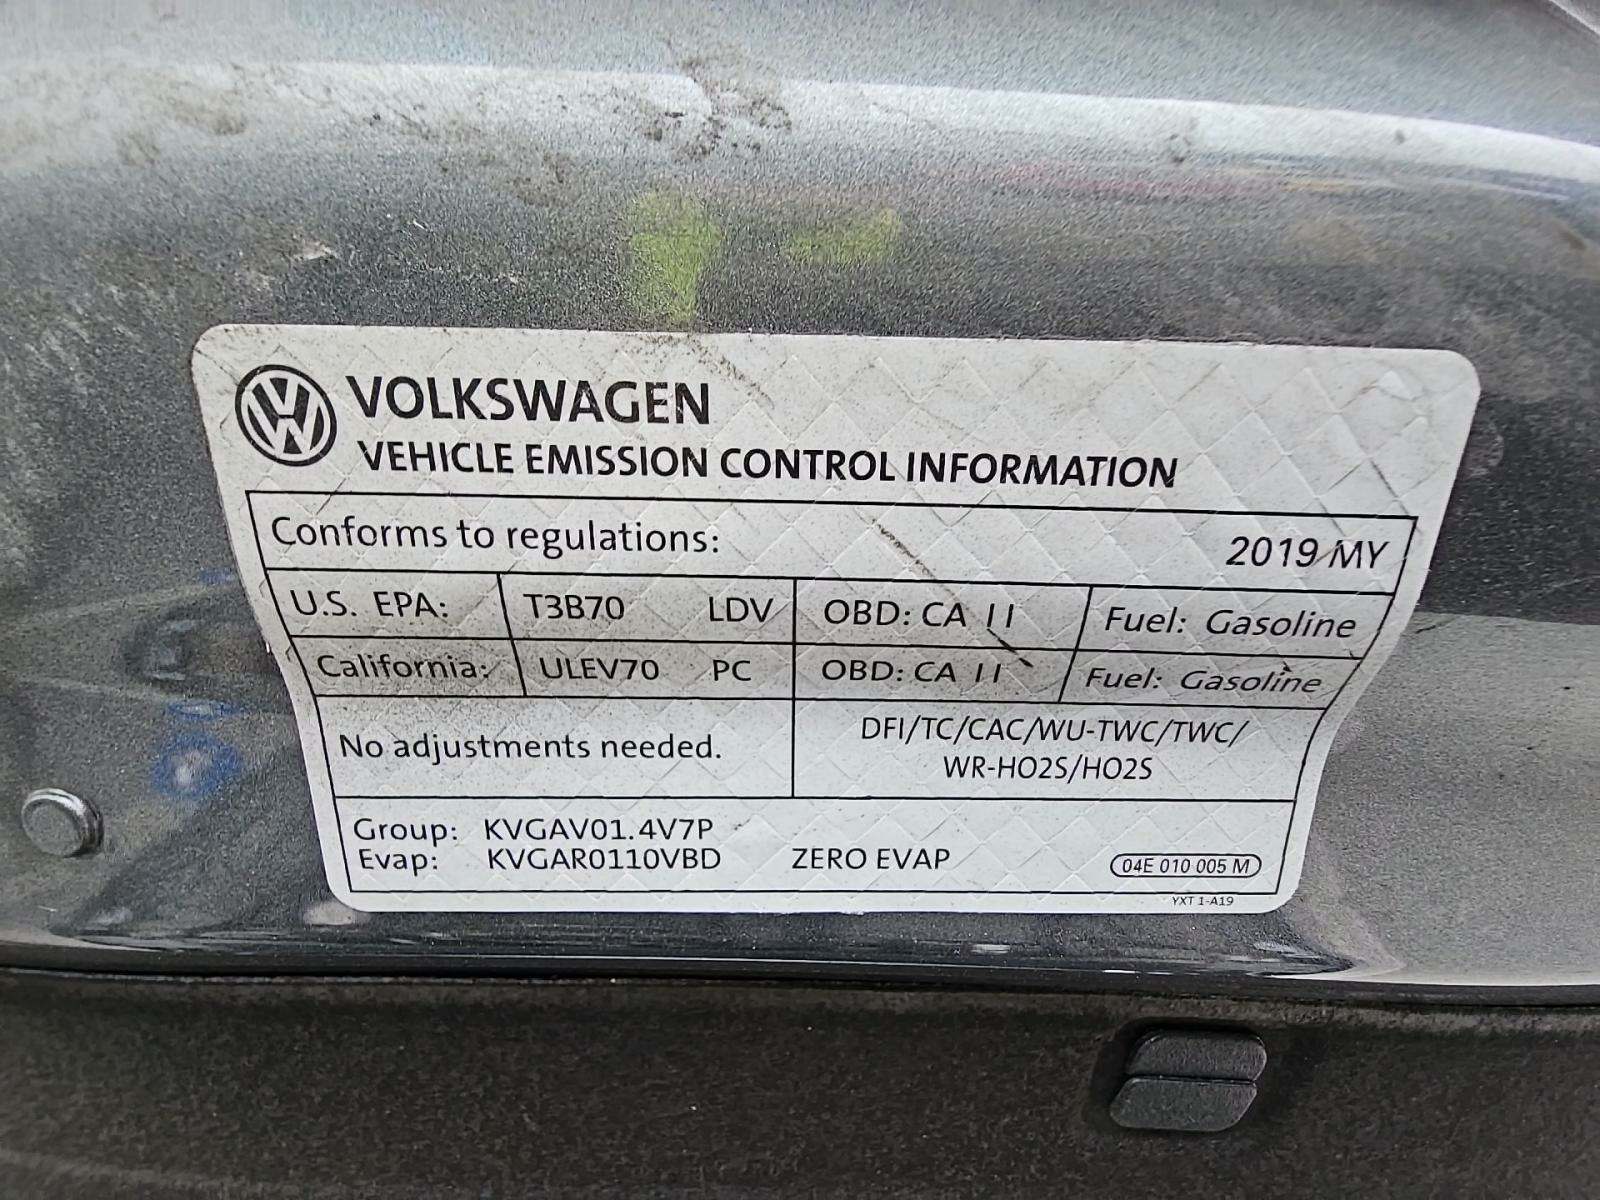 VOLKSWAGEN
VEHICLE EMISSION CONTROL INFORMATION
Conforms to regulations: 2019 MY
U.S. EPA: T3B70 LDV OBD: CA II Fuel: Gasoline
California: ULEV70 PC OBD: CA II Fuel: Gasoline
No adjustments needed.
DFI/TC/CAC/WU-TWC/TWC/
WR-HO2S/HO2S
Group: KVGAV01.4V7P
Evap: KVGAR0110VBD ZERO EVAP 04E 010 005 M
YXT 1-A19